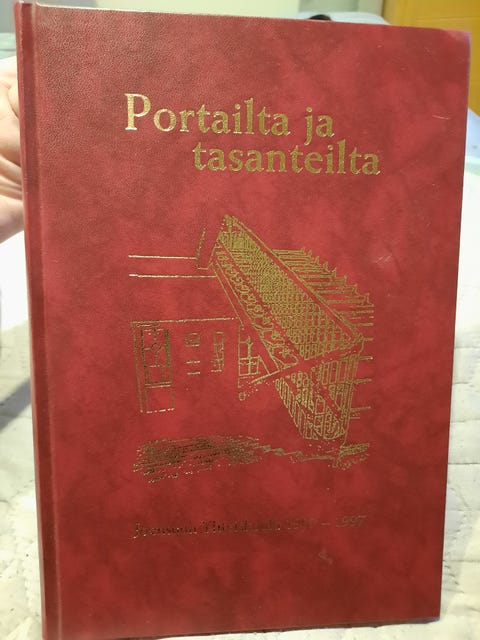 Portailta ja
tasanteilta
Joensuun – 1997